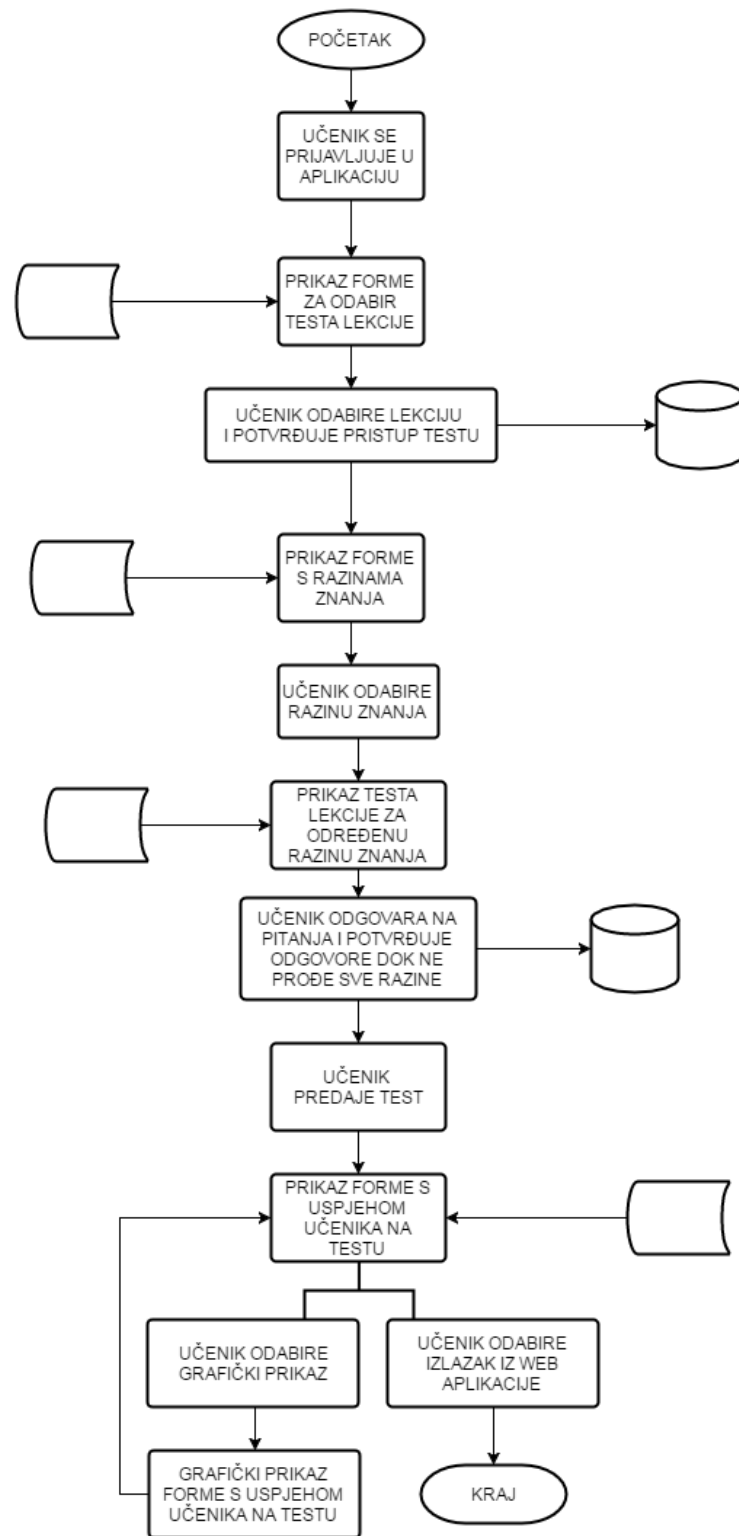 POČETAK
UČENIK SE
PRIJAVLJUJE U
APLIKACIJU
PRIKAZ FORME
ZA ODABIR
TESTA LEKCIJE
UČENIK ODABIRE LEKCIJU
I POTVRĐUJE PRISTUP TESTU
PRIKAZ FORME
S RAZINAMA
ZNANJA
UČENIK ODABIRE
RAZINU ZNANJA
PRIKAZ TESTA
LEKCIJE ZA
ODREĐENU
RAZINU ZNANJA
UČENIK ODGOVARA NA
PITANJA I POTVRĐUJE
ODGOVORE DOK NE
PROĐE SVE RAZINE
UČENIK
PREDAJE TEST
PRIKAZ FORME S
USPJEHOM
UČENIKA NA
TESTU
UČENIK ODABIRE
GRAFIČKI PRIKAZ
UČENIK ODABIRE
IZLAZAK IZ WEB
APLIKACIJE
GRAFIČKI PRIKAZ
FORME S USPJEHOM
UČENIKA NA TESTU
KRAJ